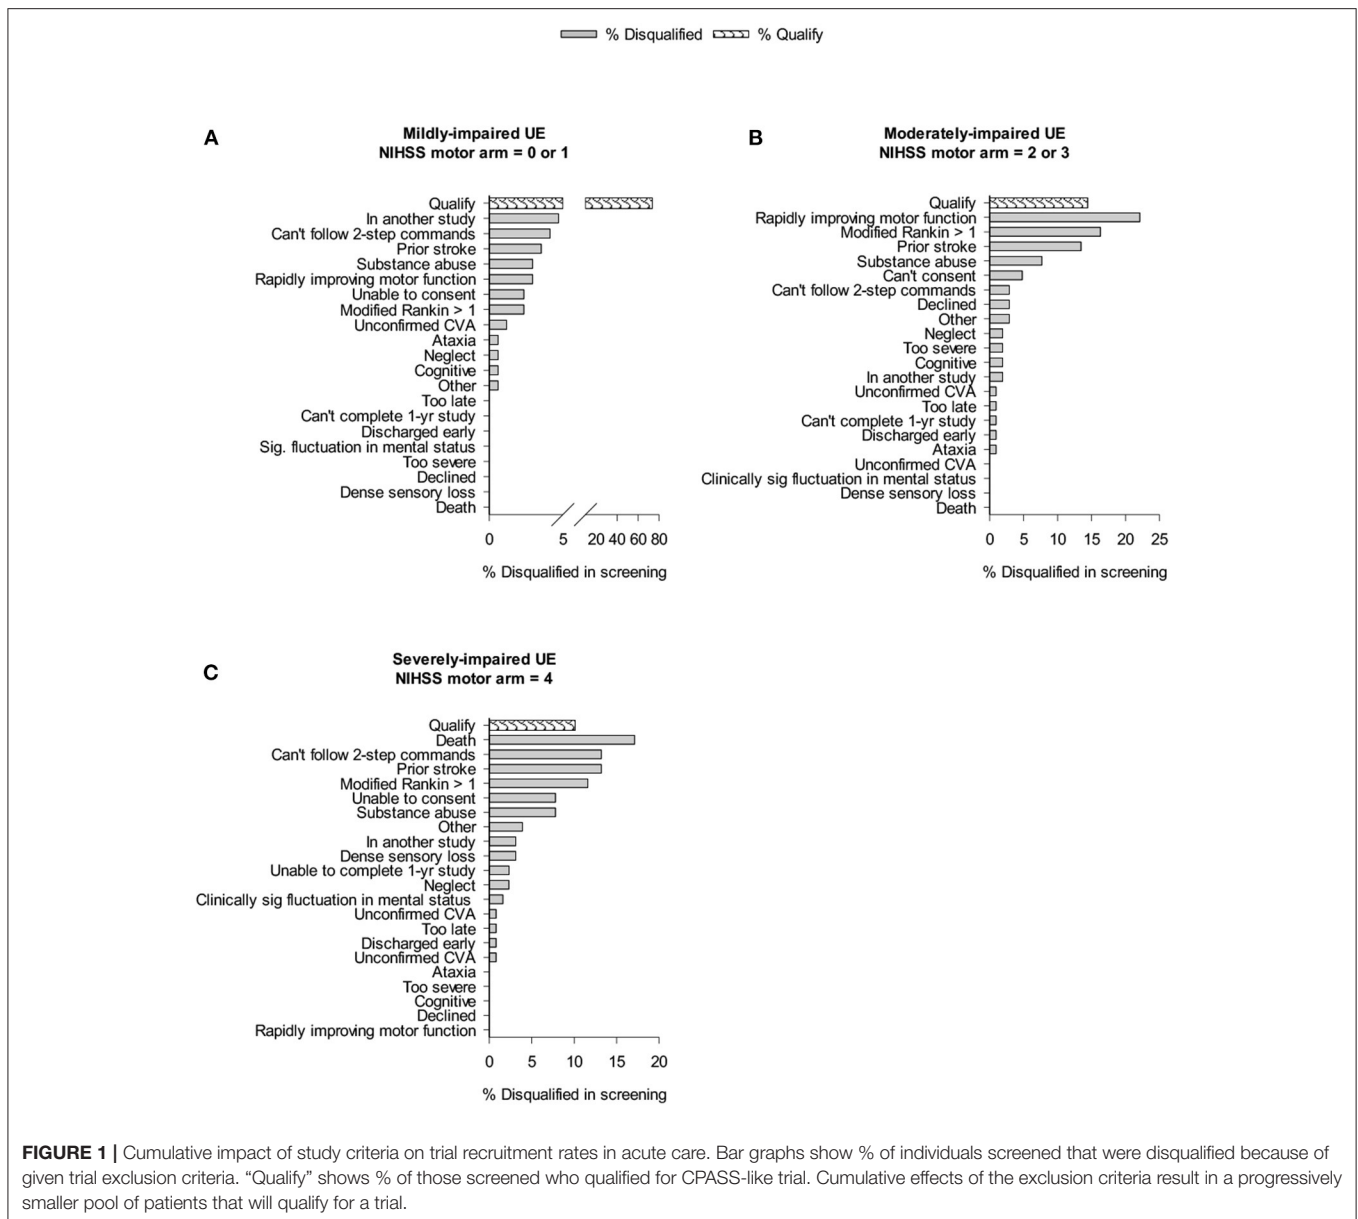 % Disqualified % Qualify
A
Mildly-impaired UE
NIHSS motor arm = 0 or 1
Qualify
In another study
Can't follow 2-step commands
Prior stroke
Substance abuse
Rapidly improving motor function
Unable to consent
Modified Rankin > 1
Unconfirmed CVA
Ataxia
Neglect
Cognitive
Other
Too late
Can't complete 1-yr study
Discharged early
Sig. fluctuation in mental status
Too severe
Declined
Dense sensory loss
Death
0 5 20 40 60 80
% Disqualified in screening
B
Moderately-impaired UE
NIHSS motor arm = 2 or 3
Qualify
Rapidly improving motor function
Modified Rankin > 1
Prior stroke
Substance abuse
Can't consent
Can't follow 2-step commands
Declined
Other
Neglect
Too severe
Cognitive
In another study
Unconfirmed CVA
Too late
Can't complete 1-yr study
Discharged early
Ataxia
Unconfirmed CVA
Clinically sig fluctuation in mental status
Dense sensory loss
Death
0 5 10 15 20 25
% Disqualified in screening
C
Severely-impaired UE
NIHSS motor arm = 4
Qualify
Death
Can't follow 2-step commands
Prior stroke
Modified Rankin > 1
Unable to consent
Substance abuse
Other
In another study
Dense sensory loss
Unable to complete 1-yr study
Neglect
Clinically sig fluctuation in mental status
Unconfirmed CVA
Too late
Discharged early
Unconfirmed CVA
Ataxia
Too severe
Cognitive
Declined
Rapidly improving motor function
0 5 10 15 20
% Disqualified in screening
FIGURE 1 | Cumulative impact of study criteria on trial recruitment rates in acute care. Bar graphs show % of individuals screened that were disqualified because of
given trial exclusion criteria. “Qualify” shows % of those screened who qualified for CPASS-like trial. Cumulative effects of the exclusion criteria result in a progressively
smaller pool of patients that will qualify for a trial.